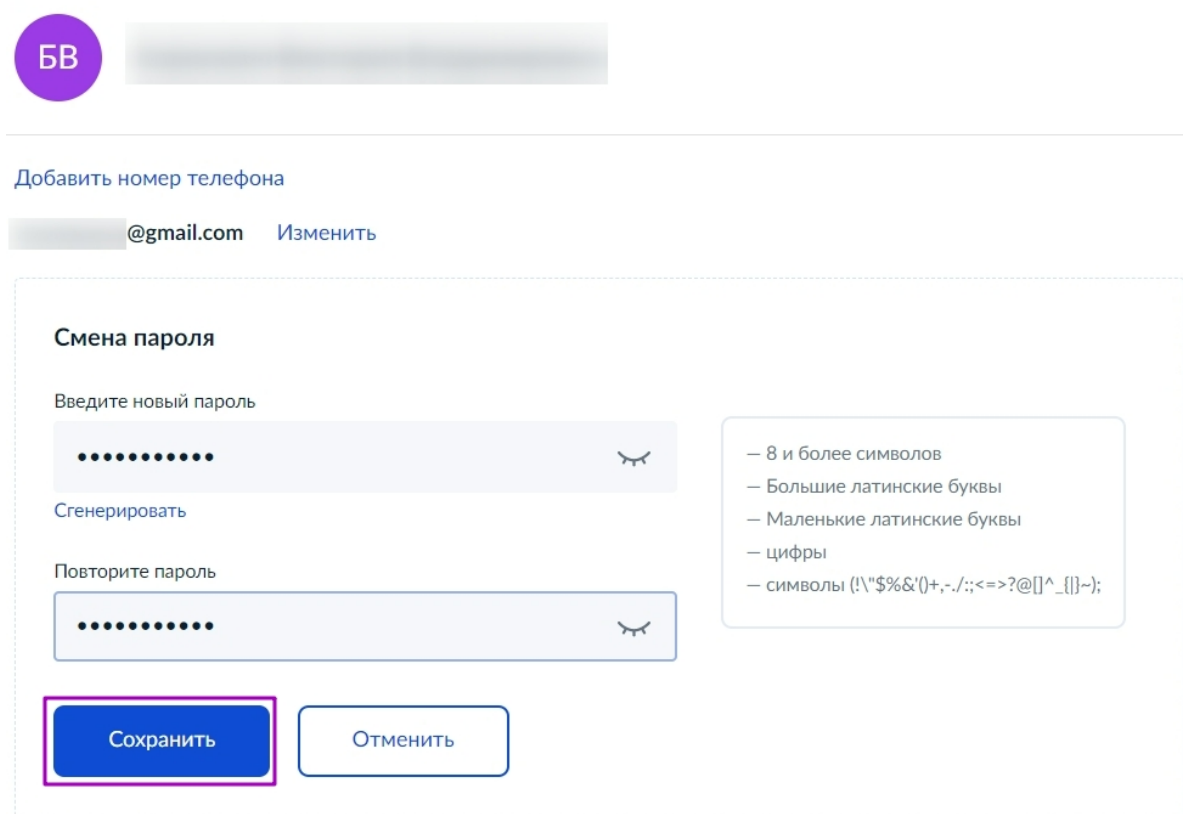 БВ
Добавить номер телефона
@gmail.com Изменить
Смена пароля
Введите новый пароль
•••••••••••
Сгенерировать
Повторите пароль
•••••••••••
— 8 и более символов
— Большие латинские буквы
— Маленькие латинские буквы
— цифры
— символы (!\"$%&'()+,-./:;<=>?@[]^_{|}~);
Сохранить Отменить